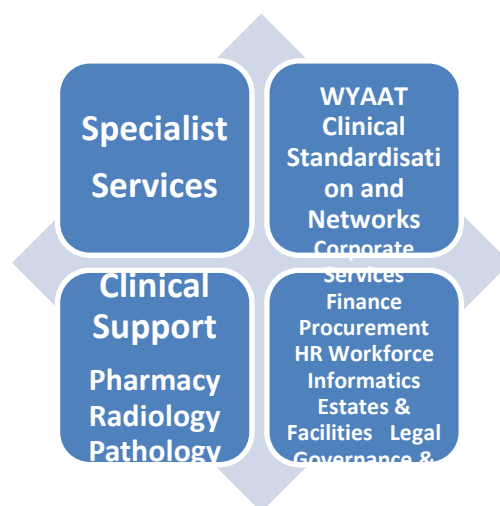 Specialist
Services
WYAAT
Clinical
Standardisati
on and
Networks
Clinical
Support
Pharmacy
Radiology
Pathology
Corporate
Services
Finance
Procurement
HR Workforce
Informatics
Estates &
Facilities Legal
Governance &